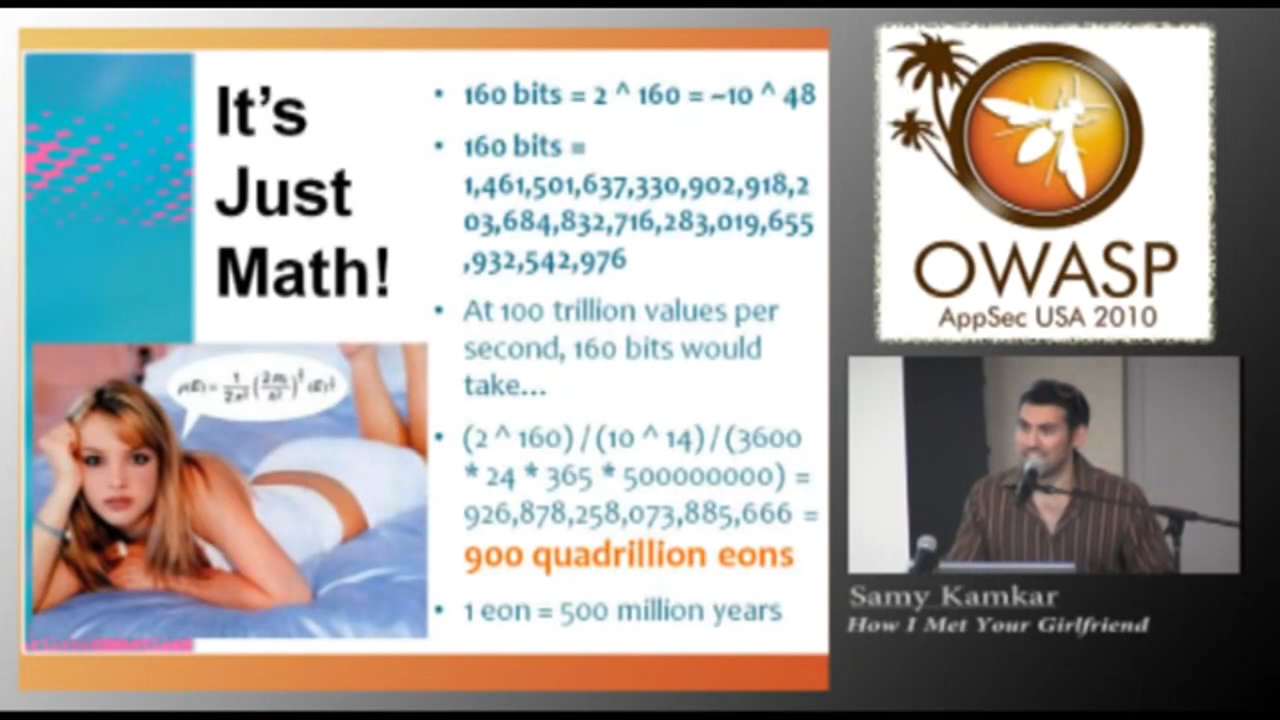 It's
Just
Math!
• 160 bits = 2 ^ 160 = ~10 ^ 48
• 160 bits =
1,461,501,637,330,902,918,2
03,684,832,716,283,019,655
,932,542,976
• At 100 trillion values per
second, 160 bits would
take...
• (2 ^ 160) / (10 ^ 14) / (3600
* 24 * 365 * 500000000) =
926,878,258,073,885,666 =
900 quadrillion eons
• 1 eon = 500 million years
OWASP
AppSec USA 2010
Samy Kamkar
How I Met Your Girlfriend